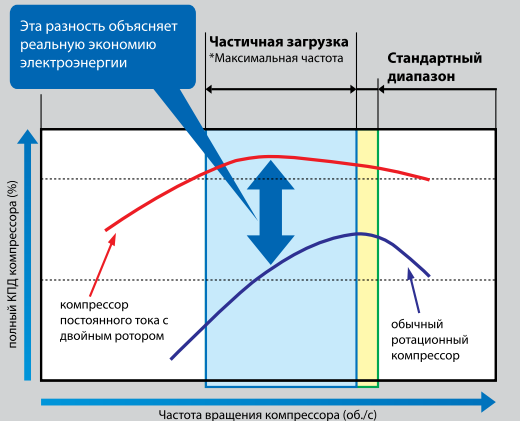 Эта разность объясняет
реальную экономию
электроэнергии
Частичная загрузка
*Максимальная частота
Стандартный
диапазон
полный КПД компрессора (%)
компрессор
постоянного тока с
двойным ротором
обычный
ротационный
компрессор
Частота вращения компрессора (об./с)